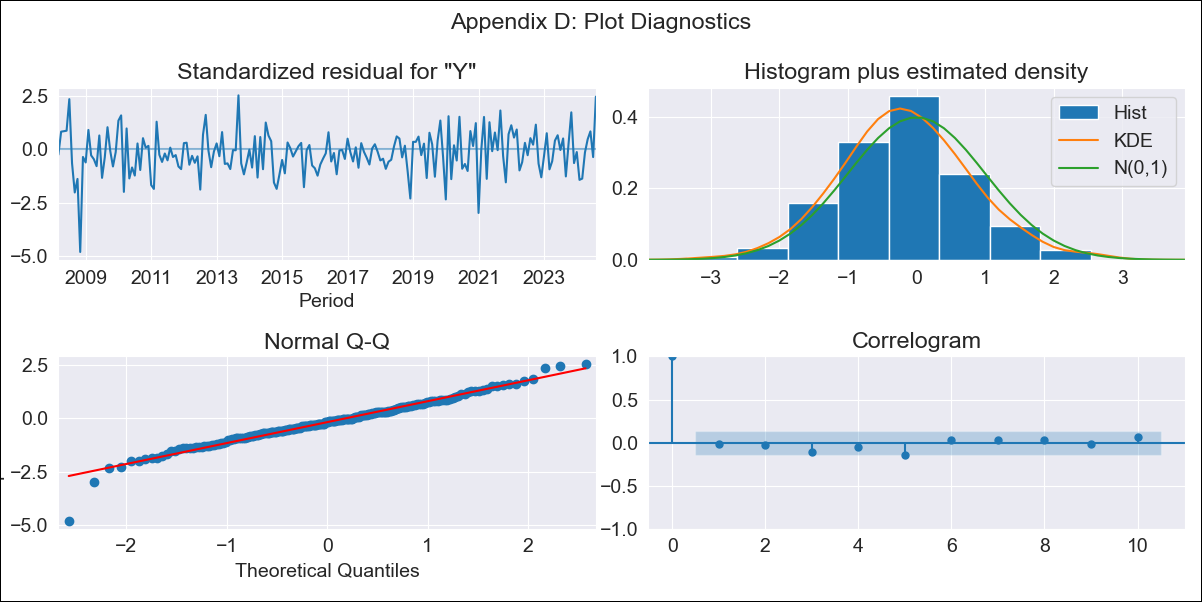 Appendix D: Plot Diagnostics
Standardized residual for "Y"
2.5
0.0
−2.5
−5.0
2009 2011 2013 2015 2017 2019 2021 2023
Period
Histogram plus estimated density
0.4
0.2
0.0
Hist
KDE
N(0,1)
−3 −2 −1 0 1 2 3
Normal Q-Q
2.5
0.0
−2.5
−5.0
−2 −1 0 1 2
Theoretical Quantiles
Correlogram
1.0
0.5
0.0
−0.5
−1.0
0 2 4 6 8 10